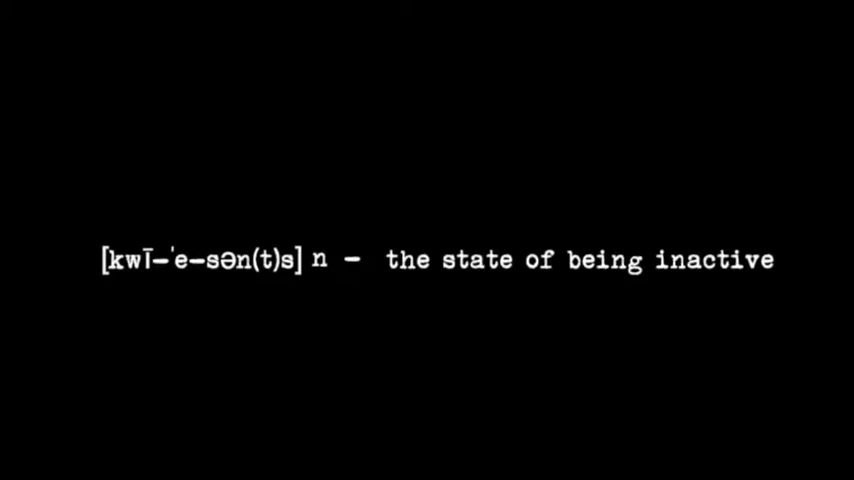 [kwī-ˈe-sən(t)s] n - the state of being inactive